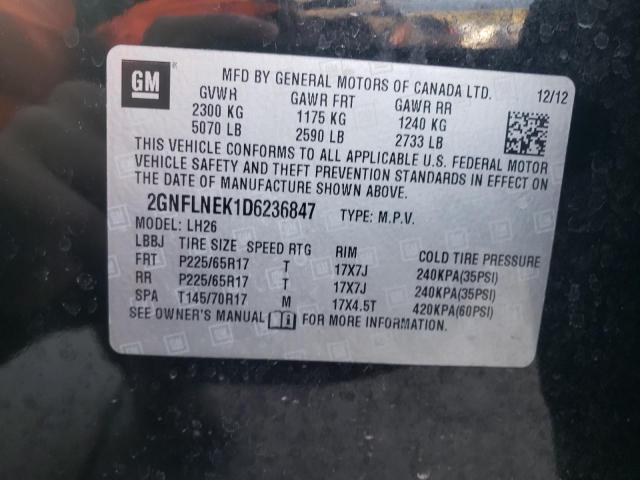 GM
MFD BY GENERAL MOTORS OF CANADA LTD.
12/12
GVWR GAWR FRT GAWR RR
2300 KG 1175 KG 1240 KG
5070 LB 2590 LB 2733 LB
THIS VEHICLE CONFORMS TO ALL APPLICABLE U.S. FEDERAL MOTOR
VEHICLE SAFETY AND THEFT PREVENTION STANDARDS IN EFFECT ON
THE DATE OF MANUFACTURE SHOWN ABOVE.
2GNFLNEK1D6236847 TYPE: M.P.V.
MODEL: LH26
LBBJ TIRE SIZE SPEED RTG RIM COLD TIRE PRESSURE
FRT P225/65R17 T 17X7J 240KPA(35PSI)
RR P225/65R17 T 17X7J 240KPA(35PSI)
SPA T145/70R17 M 17X4.5T 420KPA(60PSI)
SEE OWNER'S MANUAL i FOR MORE INFORMATION.